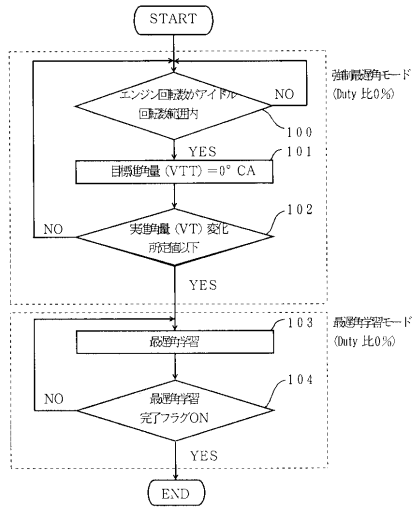 START
強制最遅角モード
(Duty 比0%)
エンジン回転数がアイドル
回転数範囲内
NO
100
YES
101
目標進角量 (VTT) =0° CA
102
実進角量 (VT) 変化
所定値以下
NO
YES
103
最遅角学習
最遅角学習モード
(Duty 比0%)
104
最遅角学習
完了フラグON
NO
YES
END